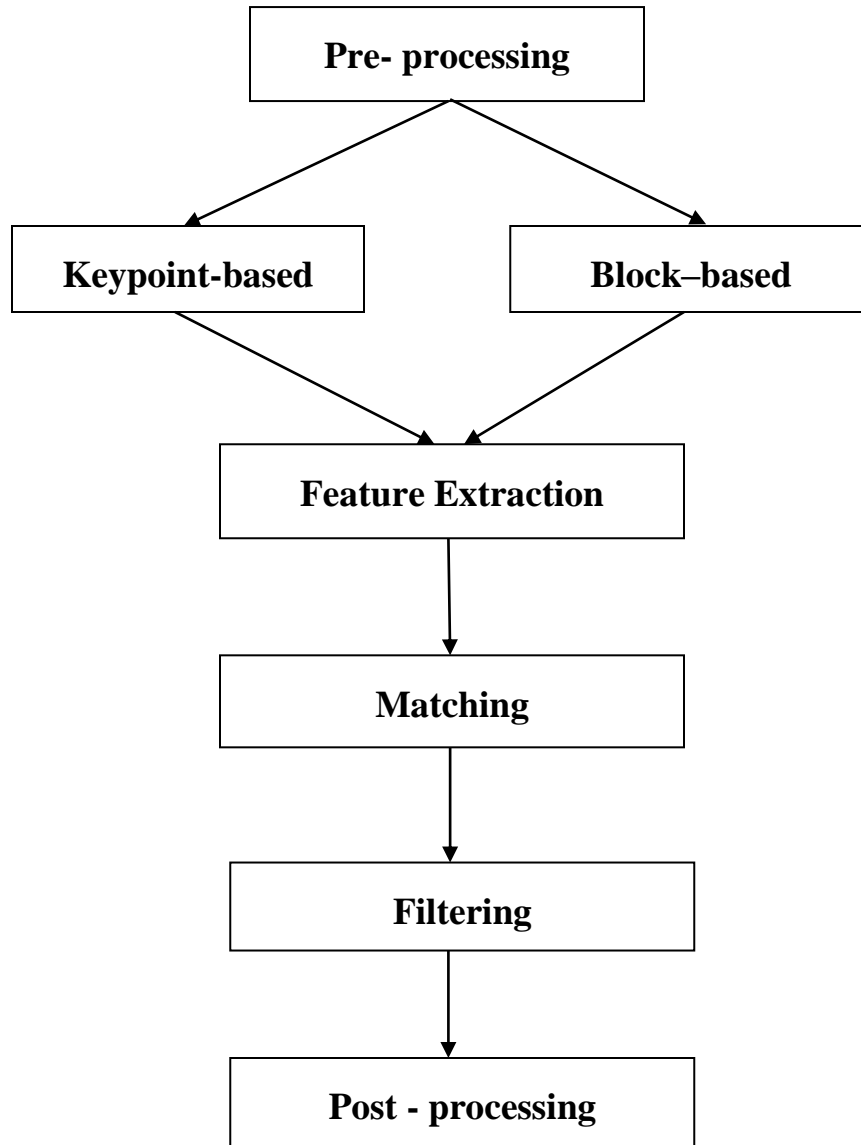 Pre- processing
Keypoint-based
Block–based
Feature Extraction
Matching
Filtering
Post - processing